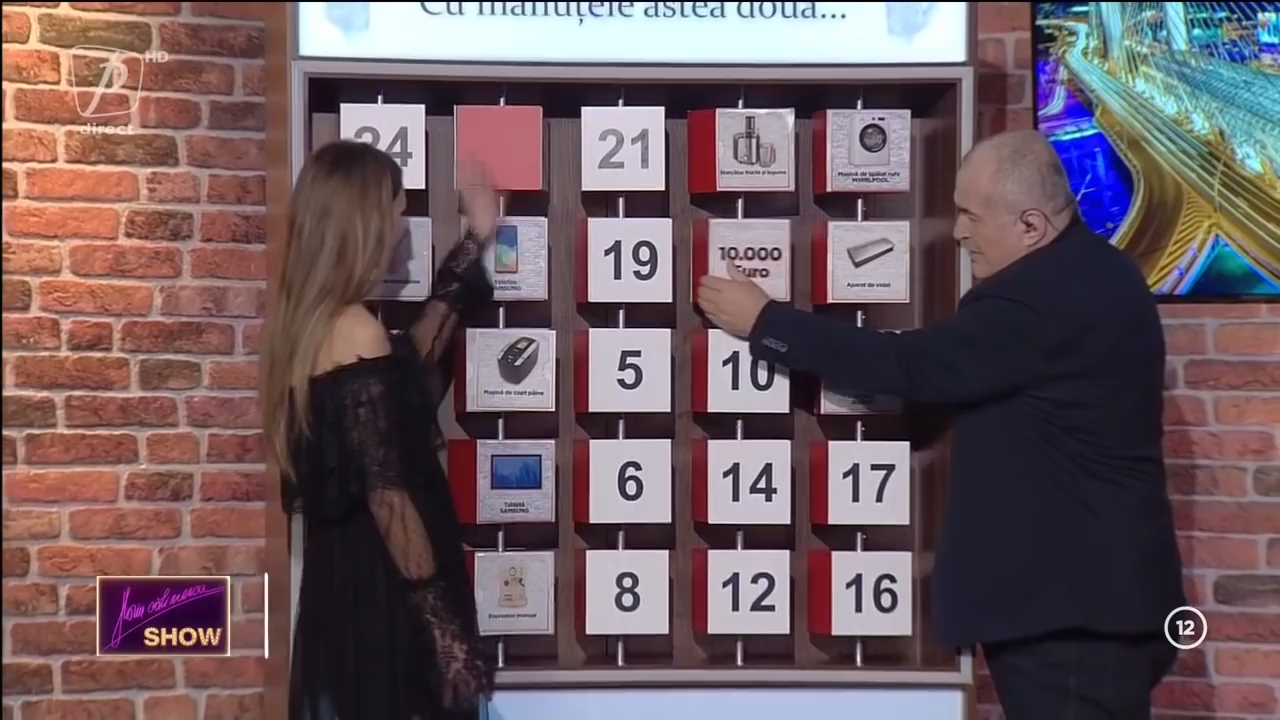 Cu mânuțele astea două...
HD
direct
24
21
Storcător fructe și legume
Mașină de spălat rufe
WHIRLPOOL
Telefon
SAMSUNG
19
10.000
Euro
Aparat de vidat
Mașină de copt pâine
5
10
Tabletă
SAMSUNG
6
14
17
Espressor manual
8
12
16
SHOW
12